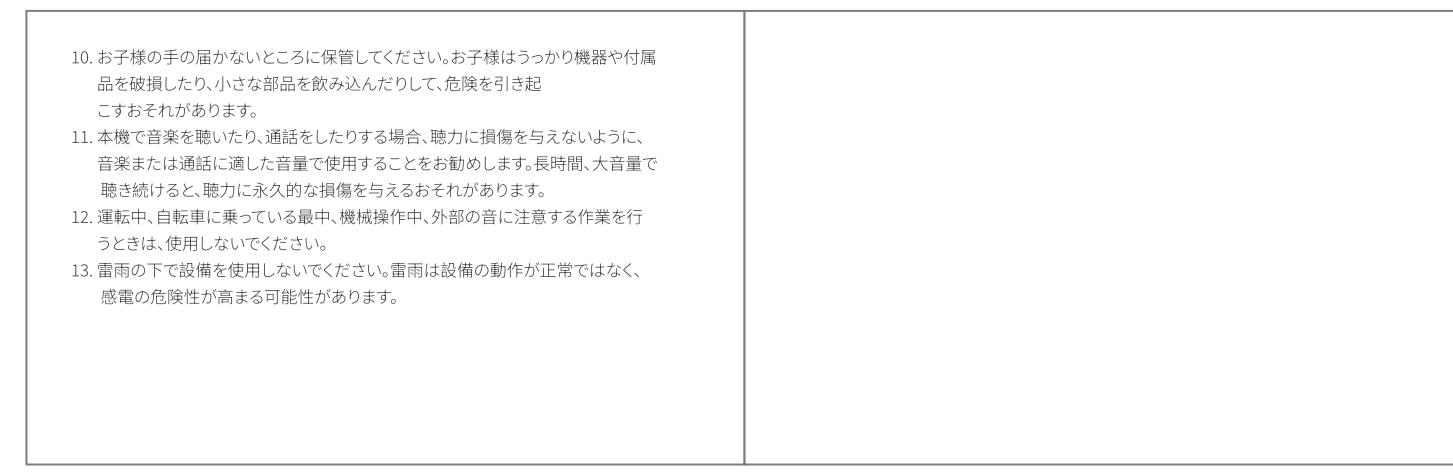 10. お子様の手の届かないところに保管してください。お子様はうっかり機器や付属
品を破損したり、小さな部品を飲み込んだりして、危険を引き起
こすおそれがあります。
11. 本機で音楽を聴いたり、通話をしたりする場合、聴力に損傷を与えないように、
音楽または通話に適した音量で使用することをお勧めします。長時間、大音量で
聴き続けると、聴力に永久的な損傷を与えるおそれがあります。
12. 運転中、自転車に乗っている最中、機械操作中、外部の音に注意する作業を行
うときは、使用しないでください。
13. 雷雨の下で設備を使用しないでください。雷雨は設備の動作が正常ではなく、
感電の危険性が高まる可能性があります。